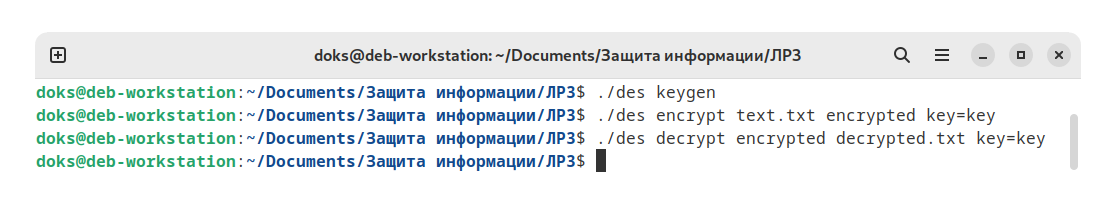 doks@deb-workstation: ~/Documents/Защита информации/ЛР3
doks@deb-workstation:~/Documents/Защита информации/ЛР3$ ./des keygen
doks@deb-workstation:~/Documents/Защита информации/ЛР3$ ./des encrypt text.txt encrypted key=key
doks@deb-workstation:~/Documents/Защита информации/ЛР3$ ./des decrypt encrypted decrypted.txt key=key
doks@deb-workstation:~/Documents/Защита информации/ЛР3$